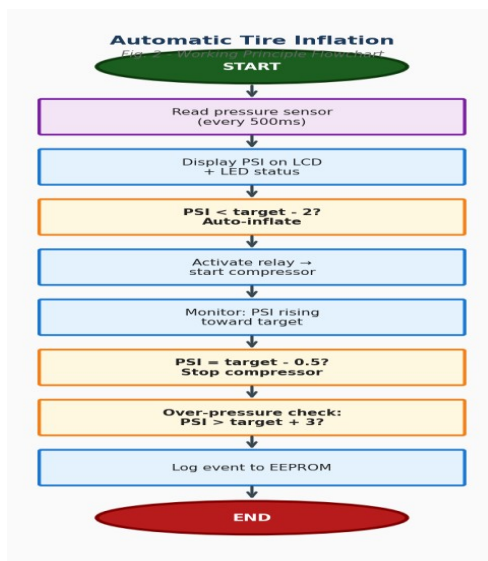 Automatic Tire Inflation
Fig. 2 - Working Principle Flowchart
START
Read pressure sensor
(every 500ms)
Display PSI on LCD
+ LED status
PSI < target - 2?
Auto-inflate
Activate relay →
start compressor
Monitor: PSI rising
toward target
PSI = target - 0.5?
Stop compressor
Over-pressure check:
PSI > target + 3?
Log event to EEPROM
END